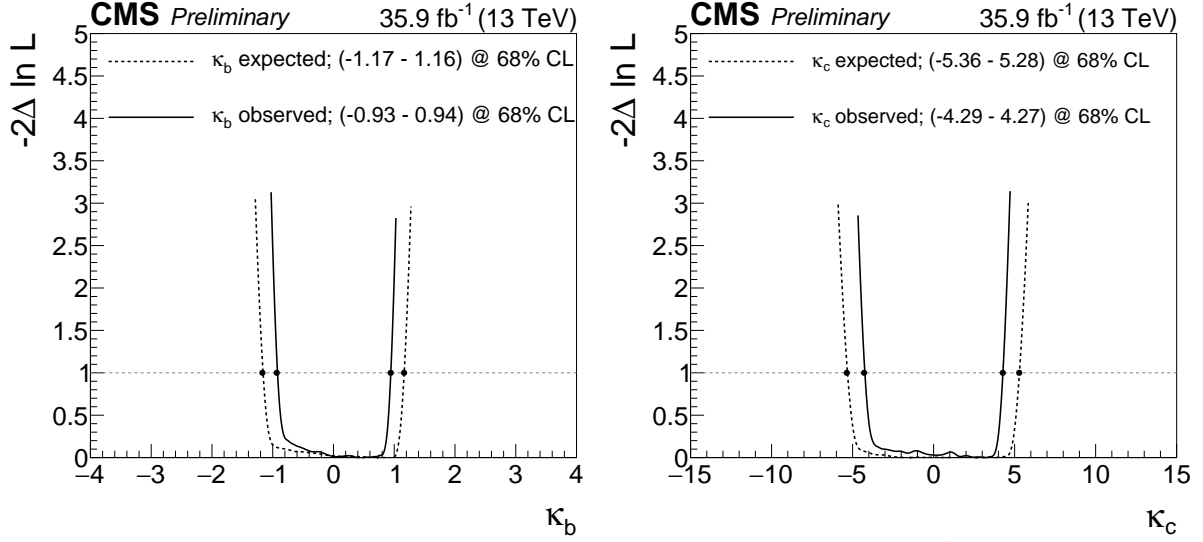 CMS Preliminary 35.9 fb⁻¹ (13 TeV)
-2Δ ln L
5
4.5
4
3.5
3
2.5
2
1.5
1
0.5
0
κb expected; (-1.17 - 1.16) @ 68% CL
κb observed; (-0.93 - 0.94) @ 68% CL
−4 −3 −2 −1 0 1 2 3 4
κb
CMS Preliminary 35.9 fb⁻¹ (13 TeV)
-2Δ ln L
5
4.5
4
3.5
3
2.5
2
1.5
1
0.5
0
κc expected; (-5.36 - 5.28) @ 68% CL
κc observed; (-4.29 - 4.27) @ 68% CL
−15 −10 −5 0 5 10 15
κc